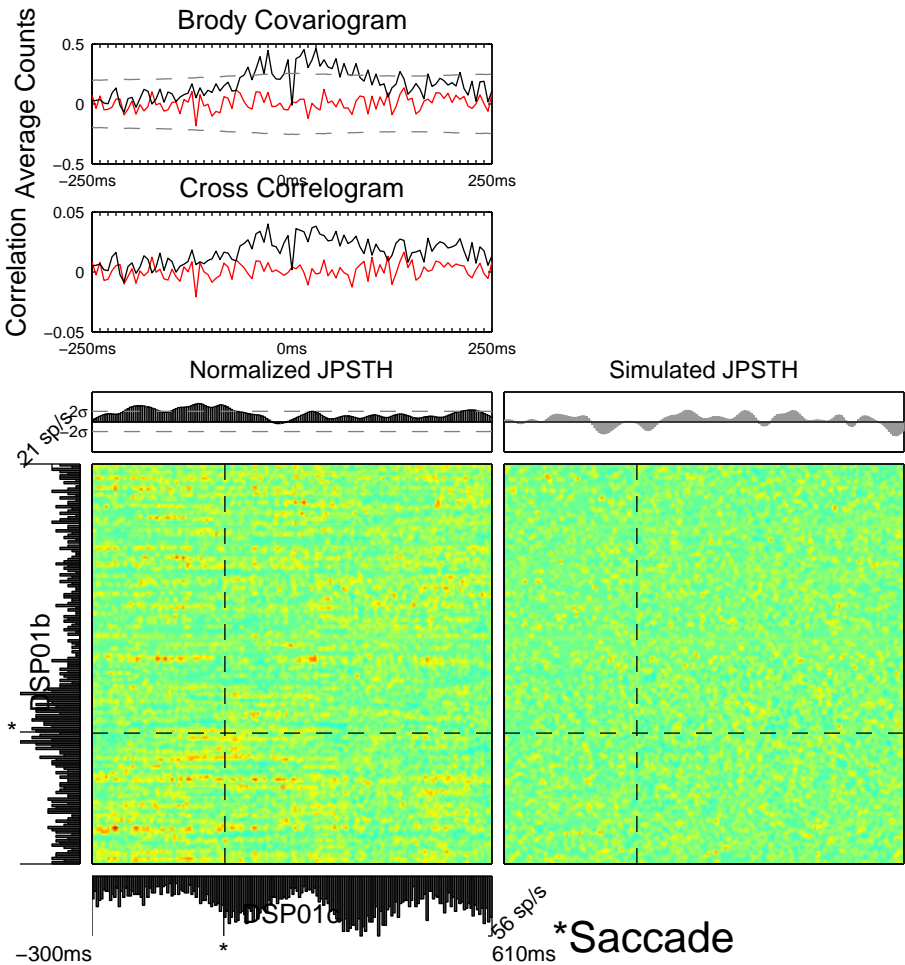 Brody Covariogram
Average Counts
0.5
0
−0.5
−250ms
0ms
250ms
Cross Correlogram
Correlation
0.05
0
−0.05
−250ms
0ms
250ms
Normalized JPSTH
Simulated JPSTH
21 sp/s
2σ
−2σ
DSP01b
*
DSP01c
56 sp/s
*
−300ms
610ms
*Saccade